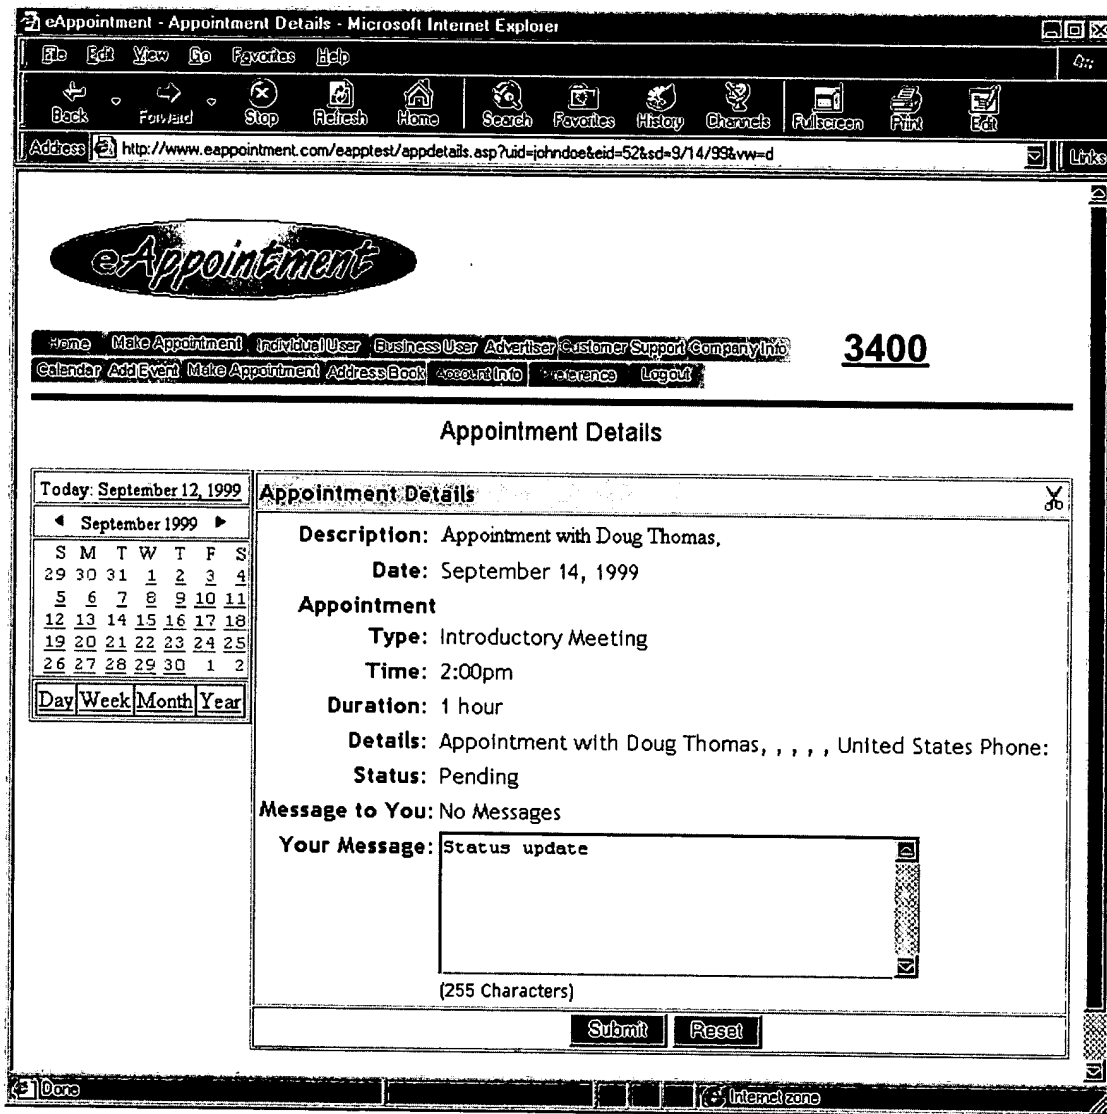 eAppointment - Appointment Details - Microsoft Internet Explorer
File Edit View Go Favorites Help
Back Forward Stop Refresh Home Search Favorites History Channels Fullscreen Print Edit
Address http://www.eappointment.com/eapptest/appdetails.asp?uid=johndoe&eid=52&sd=9/14/99&vw=d Links
eAppointment
Home Make Appointment Individual User Business User Advertiser Customer Support Company Info
3400
Calendar Add Event Make Appointment Address Book Account Info Preference Logout
Appointment Details
Today: September 12, 1999
Appointment Details
September 1999
S M T W T F S
29 30 31 1 2 3 4
5 6 7 8 9 10 11
12 13 14 15 16 17 18
19 20 21 22 23 24 25
26 27 28 29 30 1 2
Day Week Month Year
Description: Appointment with Doug Thomas,
Date: September 14, 1999
Appointment
Type: Introductory Meeting
Time: 2:00pm
Duration: 1 hour
Details: Appointment with Doug Thomas, , , , , United States Phone:
Status: Pending
Message to You: No Messages
Your Message: Status update
(255 Characters)
Submit Reset
Done Internet zone